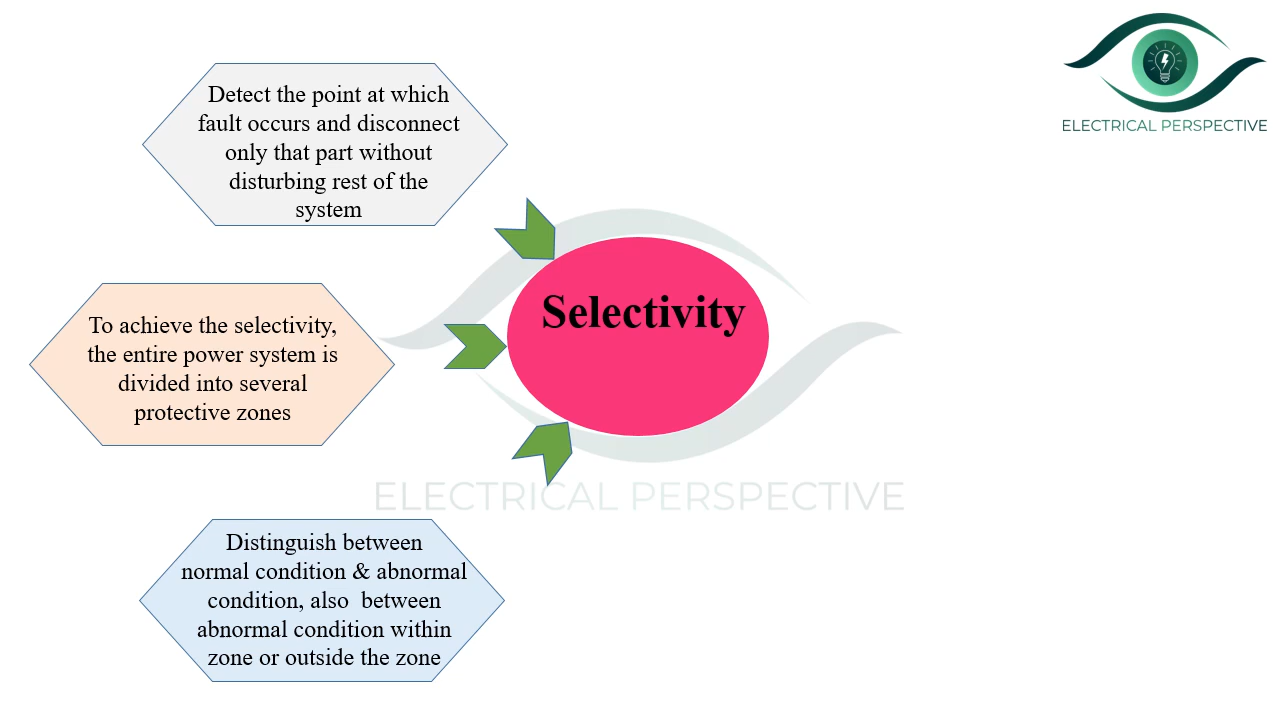 ELECTRICAL PERSPECTIVE
Detect the point at which
fault occurs and disconnect
only that part without
disturbing rest of the
system
Selectivity
To achieve the selectivity,
the entire power system is
divided into several
protective zones
ELECTRICAL PERSPECTIVE
Distinguish between
normal condition & abnormal
condition, also  between
abnormal condition within
zone or outside the zone